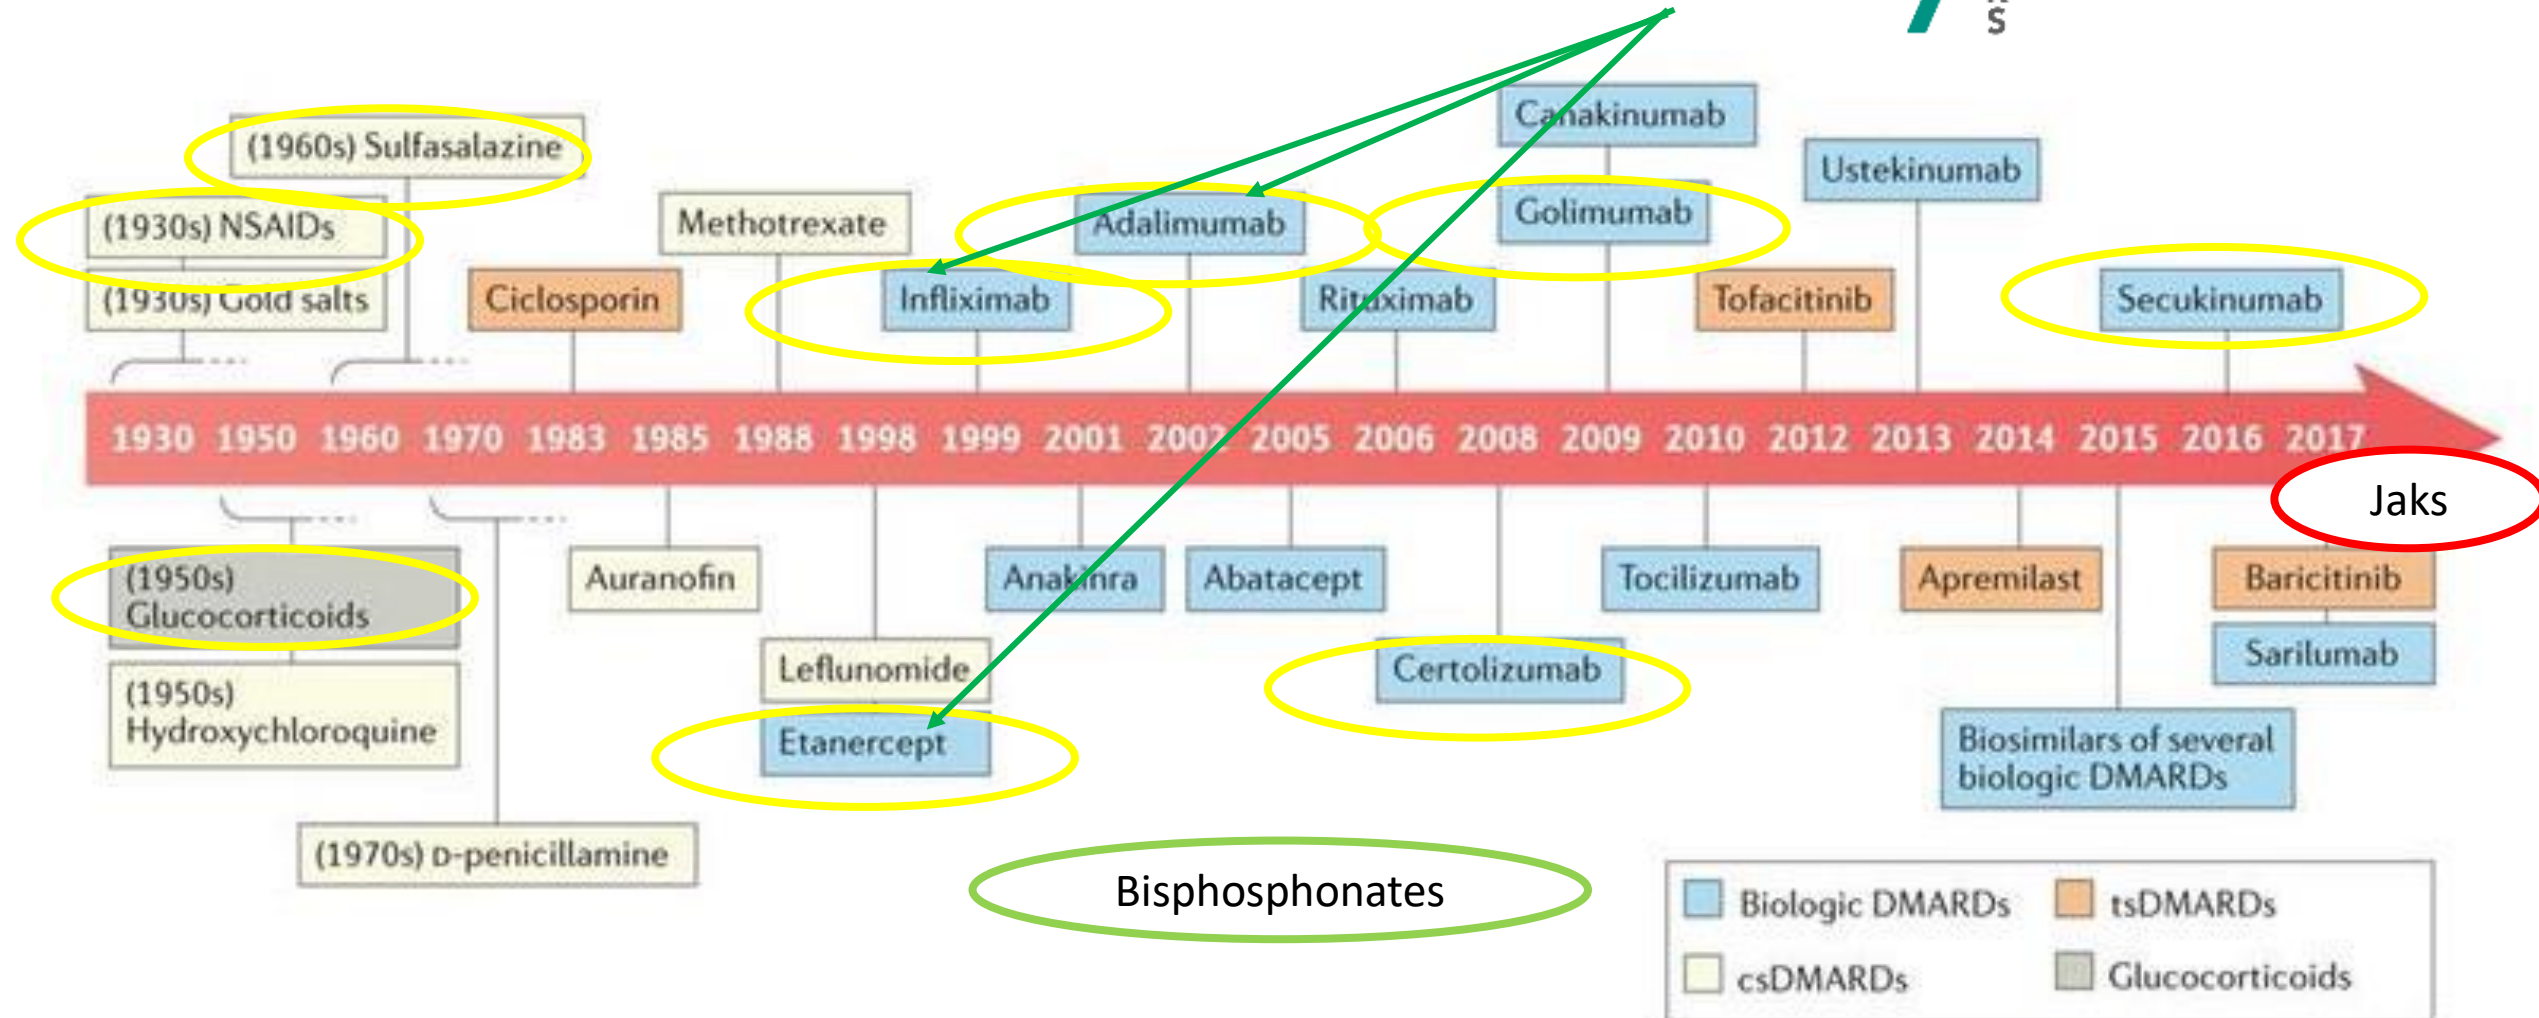 S
Canakinumab
(1960s) Sulfasalazine
Ustekinumab
(1930s) NSAIDs
Methotrexate
Adalimumab
Golimumab
(1930s) Gold salts
Ciclosporin
Infliximab
Rituximab
Tofacitinib
Secukinumab
1930 1950 1960 1970 1983 1985 1988 1998 1999 2001 2002 2005 2006 2008 2009 2010 2012 2013 2014 2015 2016 2017
Jaks
(1950s)
Glucocorticoids
Auranofin
Anakinra
Abatacept
Tocilizumab
Apremilast
Baricitinib
Leflunomide
Certolizumab
Sarilumab
(1950s)
Hydroxychloroquine
Etanercept
Biosimilars of several
biologic DMARDs
(1970s) D-penicillamine
Bisphosphonates
Biologic DMARDs
tsDMARDs
csDMARDs
Glucocorticoids